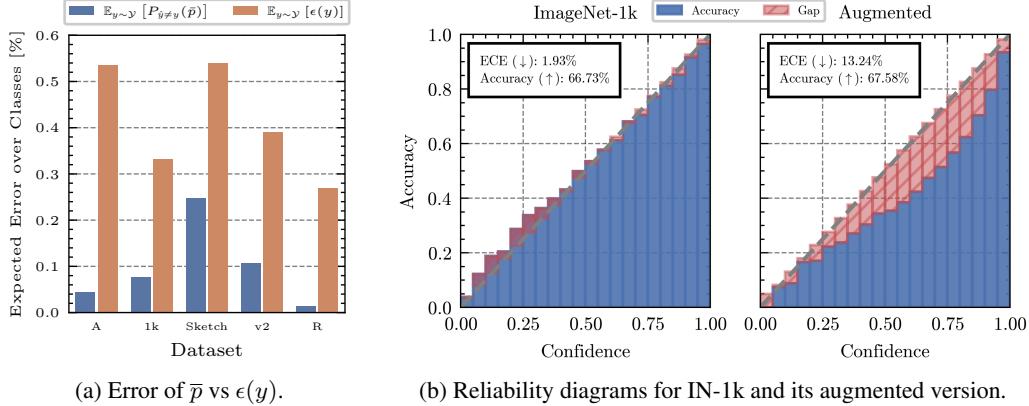 𝔼_{y∼𝒴} [P_{ŷ≠y}(p̄)]   𝔼_{y∼𝒴} [ϵ(y)]
Expected Error over Classes [%]
0.6
0.5
0.4
0.3
0.2
0.1
0.0
A 1k Sketch v2 R
Dataset
(a) Error of p̄ vs ϵ(y).
ImageNet-1k   Accuracy   Gap   Augmented
ECE (↓): 1.93%
Accuracy (↑): 66.73%
ECE (↓): 13.24%
Accuracy (↑): 67.58%
Accuracy
1.0
0.8
0.6
0.4
0.2
0.0
0.00 0.25 0.50 0.75 1.00
Confidence
0.00 0.25 0.50 0.75 1.00
Confidence
(b) Reliability diagrams for IN-1k and its augmented version.